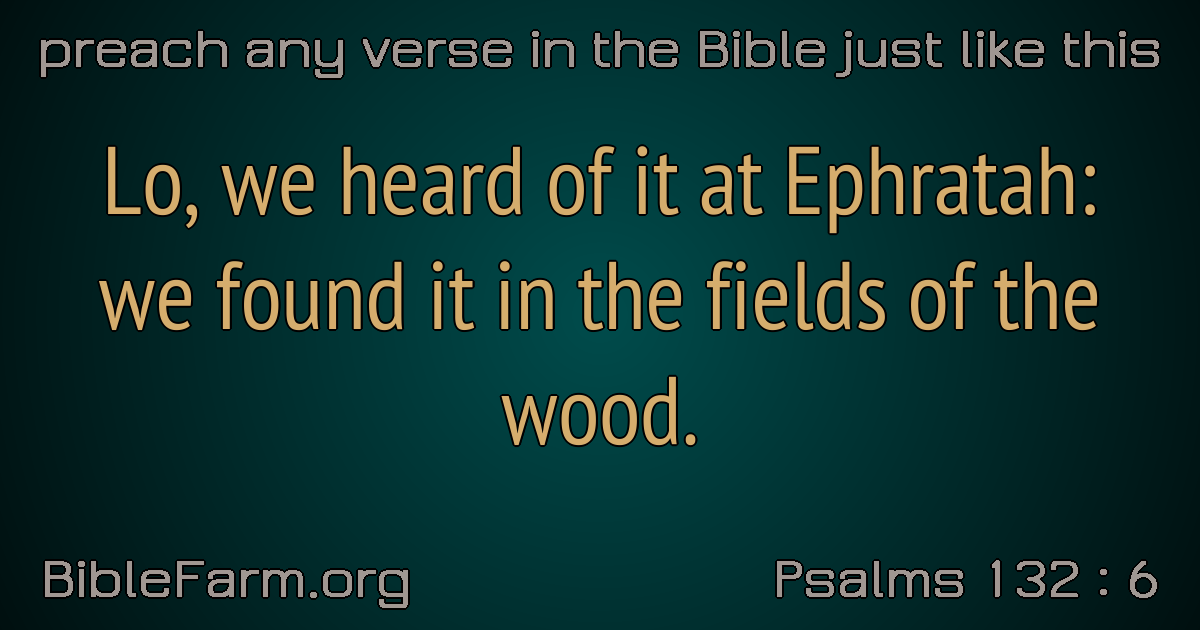 preach any verse in the Bible just like this
Lo, we heard of it at Ephratah:
we found it in the fields of the
wood.
BibleFarm.org
Psalms 132 : 6